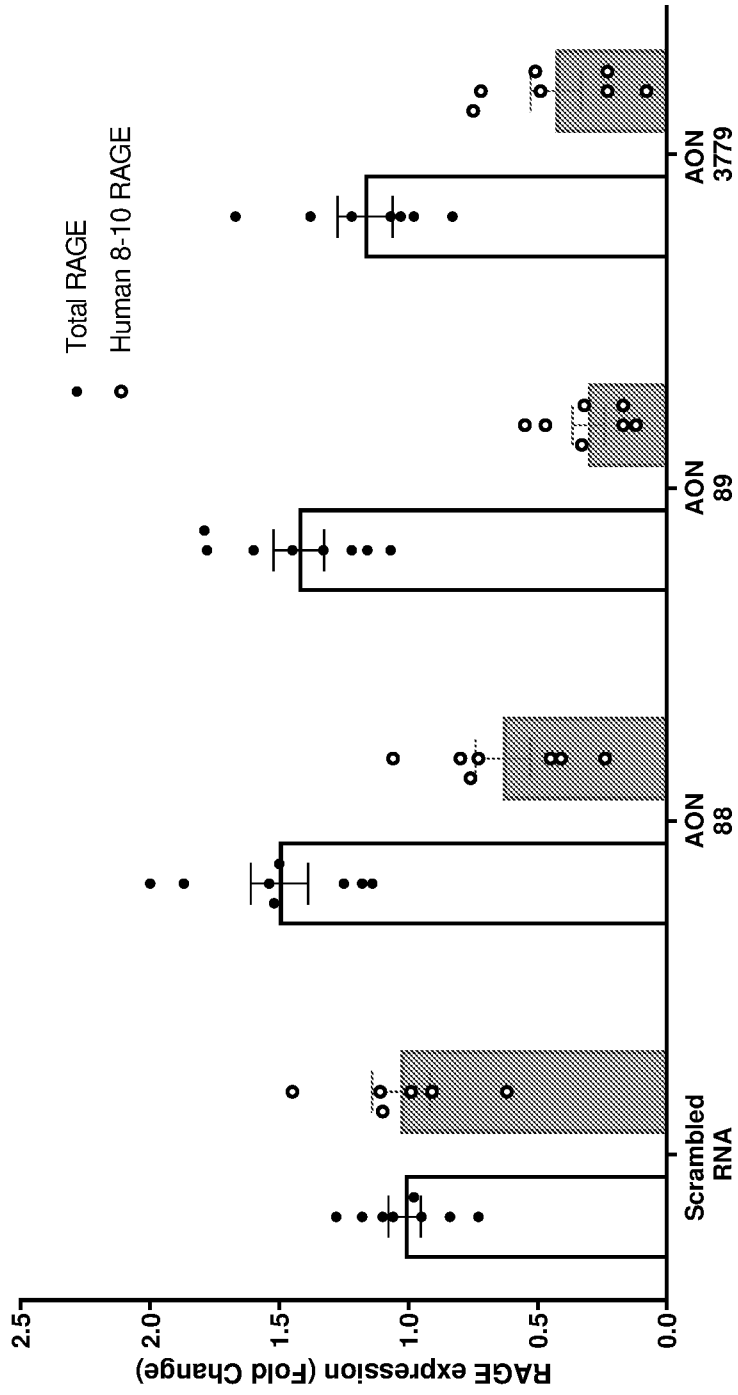 Total RAGE
Human 8-10 RAGE
RAGE expression (Fold Change)
2.5
2.0
1.5
1.0
0.5
0.0
Scrambled
RNA
AON
88
AON
89
AON
3779